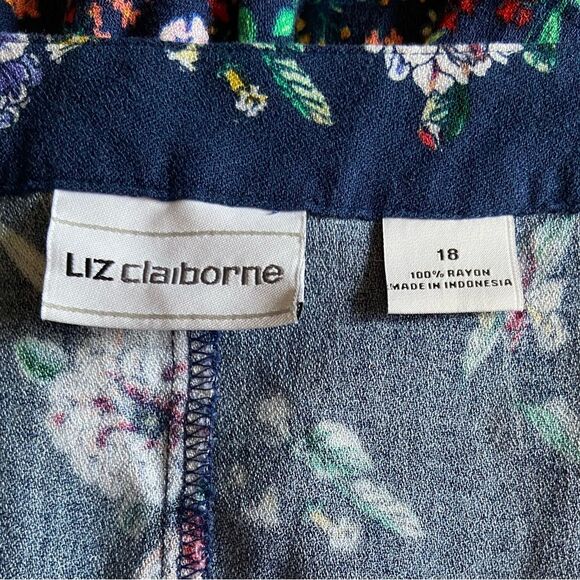 LIZ claiborne
18
100% RAYON
MADE IN INDONESIA